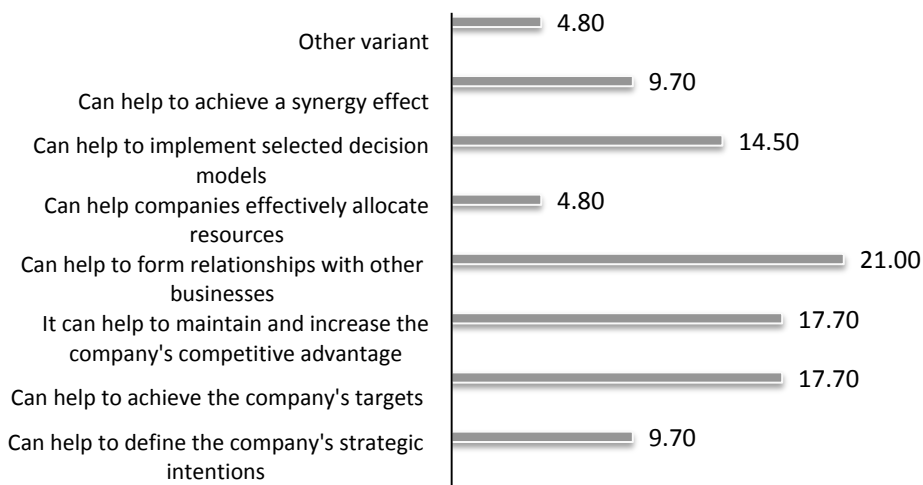 Other variant
4.80
Can help to achieve a synergy effect
9.70
Can help to implement selected decision
models
14.50
Can help companies effectively allocate
resources
4.80
Can help to form relationships with other
businesses
21.00
It can help to maintain and increase the
company's competitive advantage
17.70
Can help to achieve the company's targets
17.70
Can help to define the company's strategic
intentions
9.70